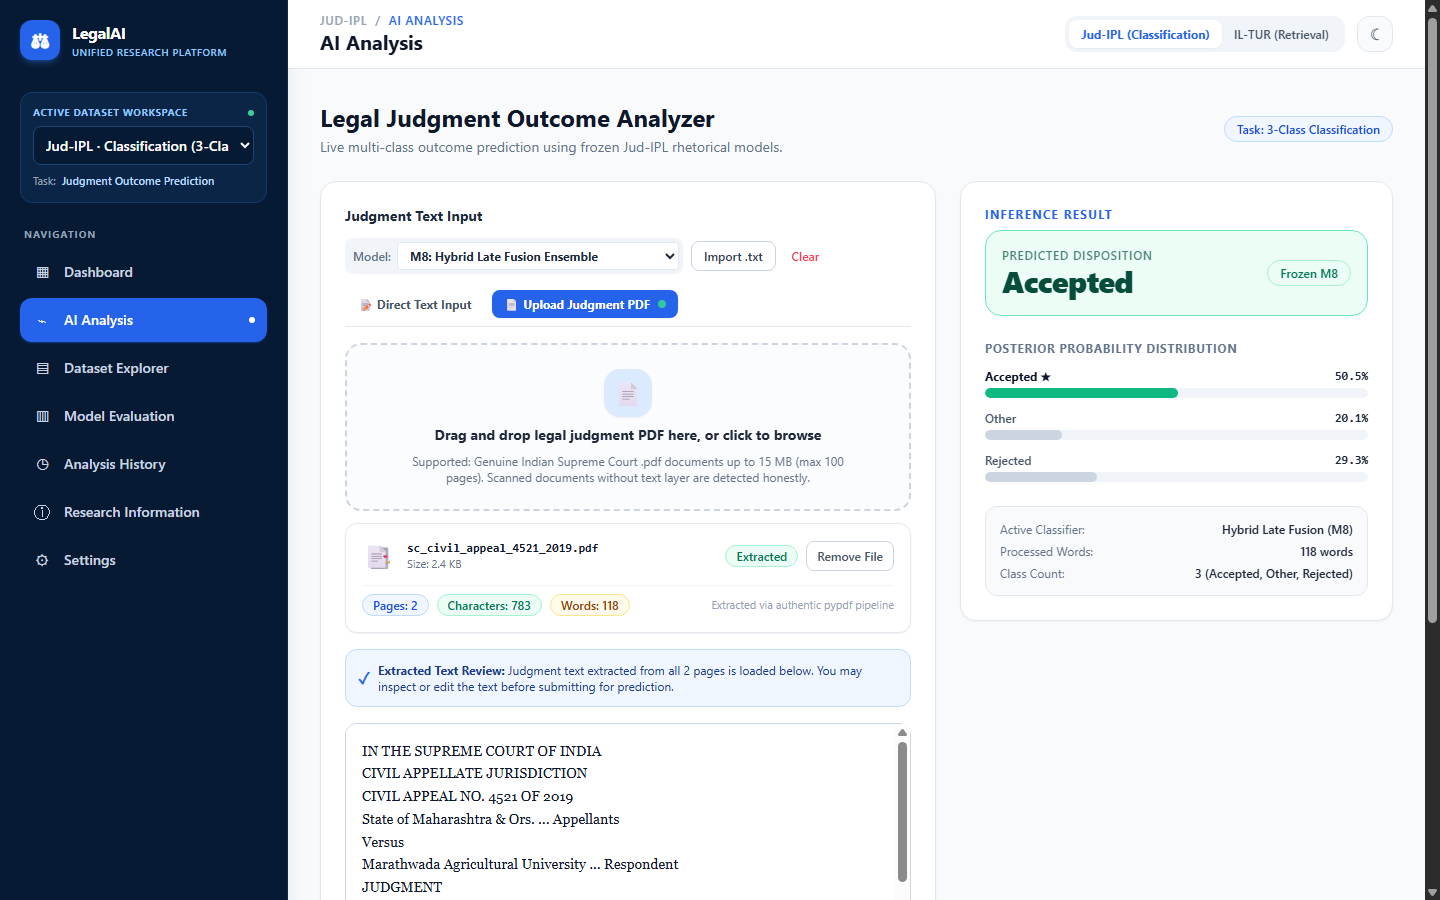 LegalAI
UNIFIED RESEARCH PLATFORM
ACTIVE DATASET WORKSPACE
Jud-IPL · Classification (3-Cla
Task: Judgment Outcome Prediction
NAVIGATION
Dashboard
AI Analysis
Dataset Explorer
Model Evaluation
Analysis History
Research Information
Settings
JUD-IPL / AI ANALYSIS
AI Analysis
Jud-IPL (Classification)
IL-TUR (Retrieval)
Legal Judgment Outcome Analyzer
Live multi-class outcome prediction using frozen Jud-IPL rhetorical models.
Task: 3-Class Classification
Judgment Text Input
Model: M8: Hybrid Late Fusion Ensemble
Import .txt
Clear
Direct Text Input
Upload Judgment PDF
Drag and drop legal judgment PDF here, or click to browse
Supported: Genuine Indian Supreme Court .pdf documents up to 15 MB (max 100
pages). Scanned documents without text layer are detected honestly.
sc_civil_appeal_4521_2019.pdf
Size: 2.4 KB
Extracted
Remove File
Pages: 2
Characters: 783
Words: 118
Extracted via authentic pypdf pipeline
✓ Extracted Text Review: Judgment text extracted from all 2 pages is loaded below. You may
inspect or edit the text before submitting for prediction.
IN THE SUPREME COURT OF INDIA
CIVIL APPELLATE JURISDICTION
CIVIL APPEAL NO. 4521 OF 2019
State of Maharashtra & Ors. ... Appellants
Versus
Marathwada Agricultural University ... Respondent
JUDGMENT
INFERENCE RESULT
PREDICTED DISPOSITION
Accepted
Frozen M8
POSTERIOR PROBABILITY DISTRIBUTION
Accepted ★ 50.5%
Other 20.1%
Rejected 29.3%
Active Classifier: Hybrid Late Fusion (M8)
Processed Words: 118 words
Class Count: 3 (Accepted, Other, Rejected)